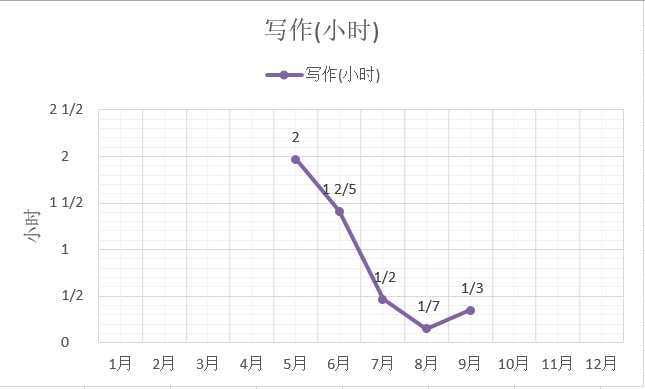 写作(小时)
写作(小时)
2 1/2
2
1 1/2
1
1/2
0
小时
2
1 2/5
1/2
1/7
1/3
1月 2月 3月 4月 5月 6月 7月 8月 9月 10月 11月 12月